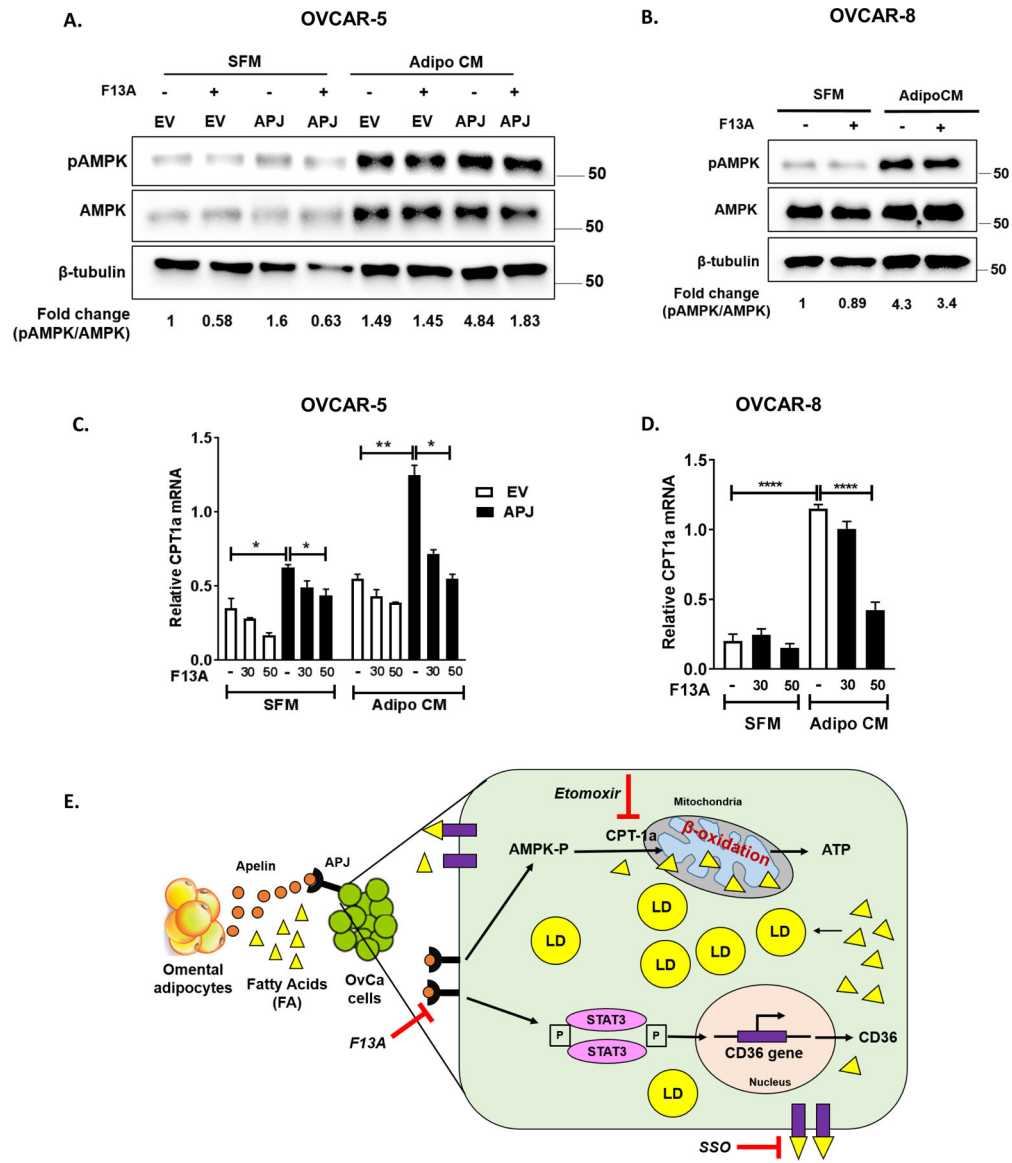 A.
OVCAR-5
SFM
Adipo CM
F13A - + - + - + - +
EV EV APJ APJ EV EV APJ APJ
pAMPK
50
AMPK
50
β-tubulin
50
Fold change
(pAMPK/AMPK)
1 0.58 1.6 0.63 1.49 1.45 4.84 1.83
B.
OVCAR-8
SFM
AdipoCM
F13A - + - +
pAMPK
50
AMPK
50
β-tubulin
50
Fold change
(pAMPK/AMPK)
1 0.89 4.3 3.4
C.
OVCAR-5
Relative CPT1a mRNA
1.5
1.0
0.5
0.0
* * ** *
EV
APJ
F13A - 30 50 - 30 50 - 30 50 - 30 50
SFM
Adipo CM
D.
OVCAR-8
Relative CPT1a mRNA
1.5
1.0
0.5
0.0
**** ****
F13A - 30 50 - 30 50
SFM
Adipo CM
E.
Omental
adipocytes
Apelin
Fatty Acids
(FA)
APJ
OvCa
cells
F13A
Etomoxir
Mitochondria
CPT-1a
β-oxidation
AMPK-P
ATP
LD
LD
LD
LD
LD
P
STAT3
STAT3
P
CD36 gene
Nucleus
CD36
LD
SSO